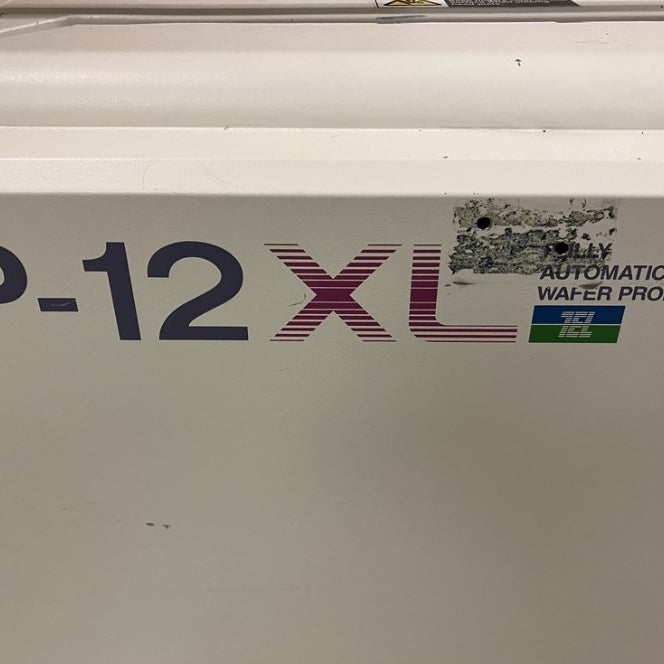 P-12XL
FULLY
AUTOMATIC
WAFER PRO
TEL